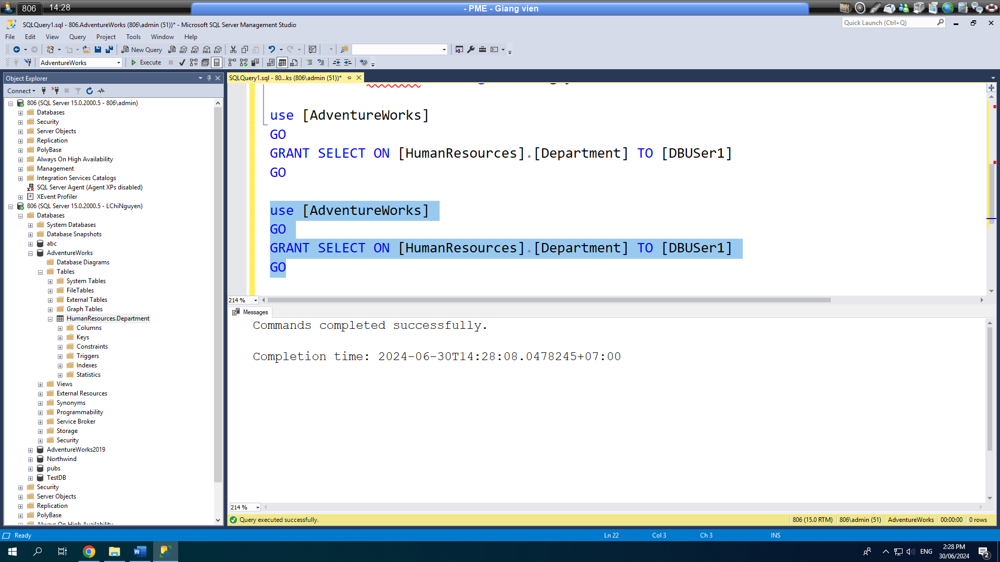 806 14:28 - PME - Giang vien
SQLQuery1.sql - 806.AdventureWorks (806\admin (51))* - Microsoft SQL Server Management Studio
Quick Launch (Ctrl+Q)
File Edit View Query Project Tools Window Help
New Query MDX DMX XMLA DAX
AdventureWorks Execute
Object Explorer
SQLQuery1.sql - 80...ks (806\admin (51))*
Connect
806 (SQL Server 15.0.2000.5 - 806\admin)
Databases
Security
Server Objects
Replication
PolyBase
Always On High Availability
Management
Integration Services Catalogs
SQL Server Agent (Agent XPs disabled)
XEvent Profiler
806 (SQL Server 15.0.2000.5 - LChiNguyen)
Databases
System Databases
Database Snapshots
abc
AdventureWorks
Database Diagrams
Tables
System Tables
FileTables
External Tables
Graph Tables
HumanResources.Department
Columns
Keys
Constraints
Triggers
Indexes
Statistics
Views
External Resources
Synonyms
Programmability
Service Broker
Storage
Security
AdventureWorks2019
Northwind
pubs
TestDB
Security
Server Objects
Replication
PolyBase
Always On High Availability
use [AdventureWorks]
GO
GRANT SELECT ON [HumanResources].[Department] TO [DBUSer1]
GO
use [AdventureWorks]
GO
GRANT SELECT ON [HumanResources].[Department] TO [DBUSer1]
GO
214 %
Messages
Commands completed successfully.
Completion time: 2024-06-30T14:28:08.0478245+07:00
214 %
Query executed successfully. 806 (15.0 RTM) 806\admin (51) AdventureWorks 00:00:00 0 rows
Ready Ln 22 Col 3 Ch 3 INS
ENG 2:28 PM
30/06/2024 2